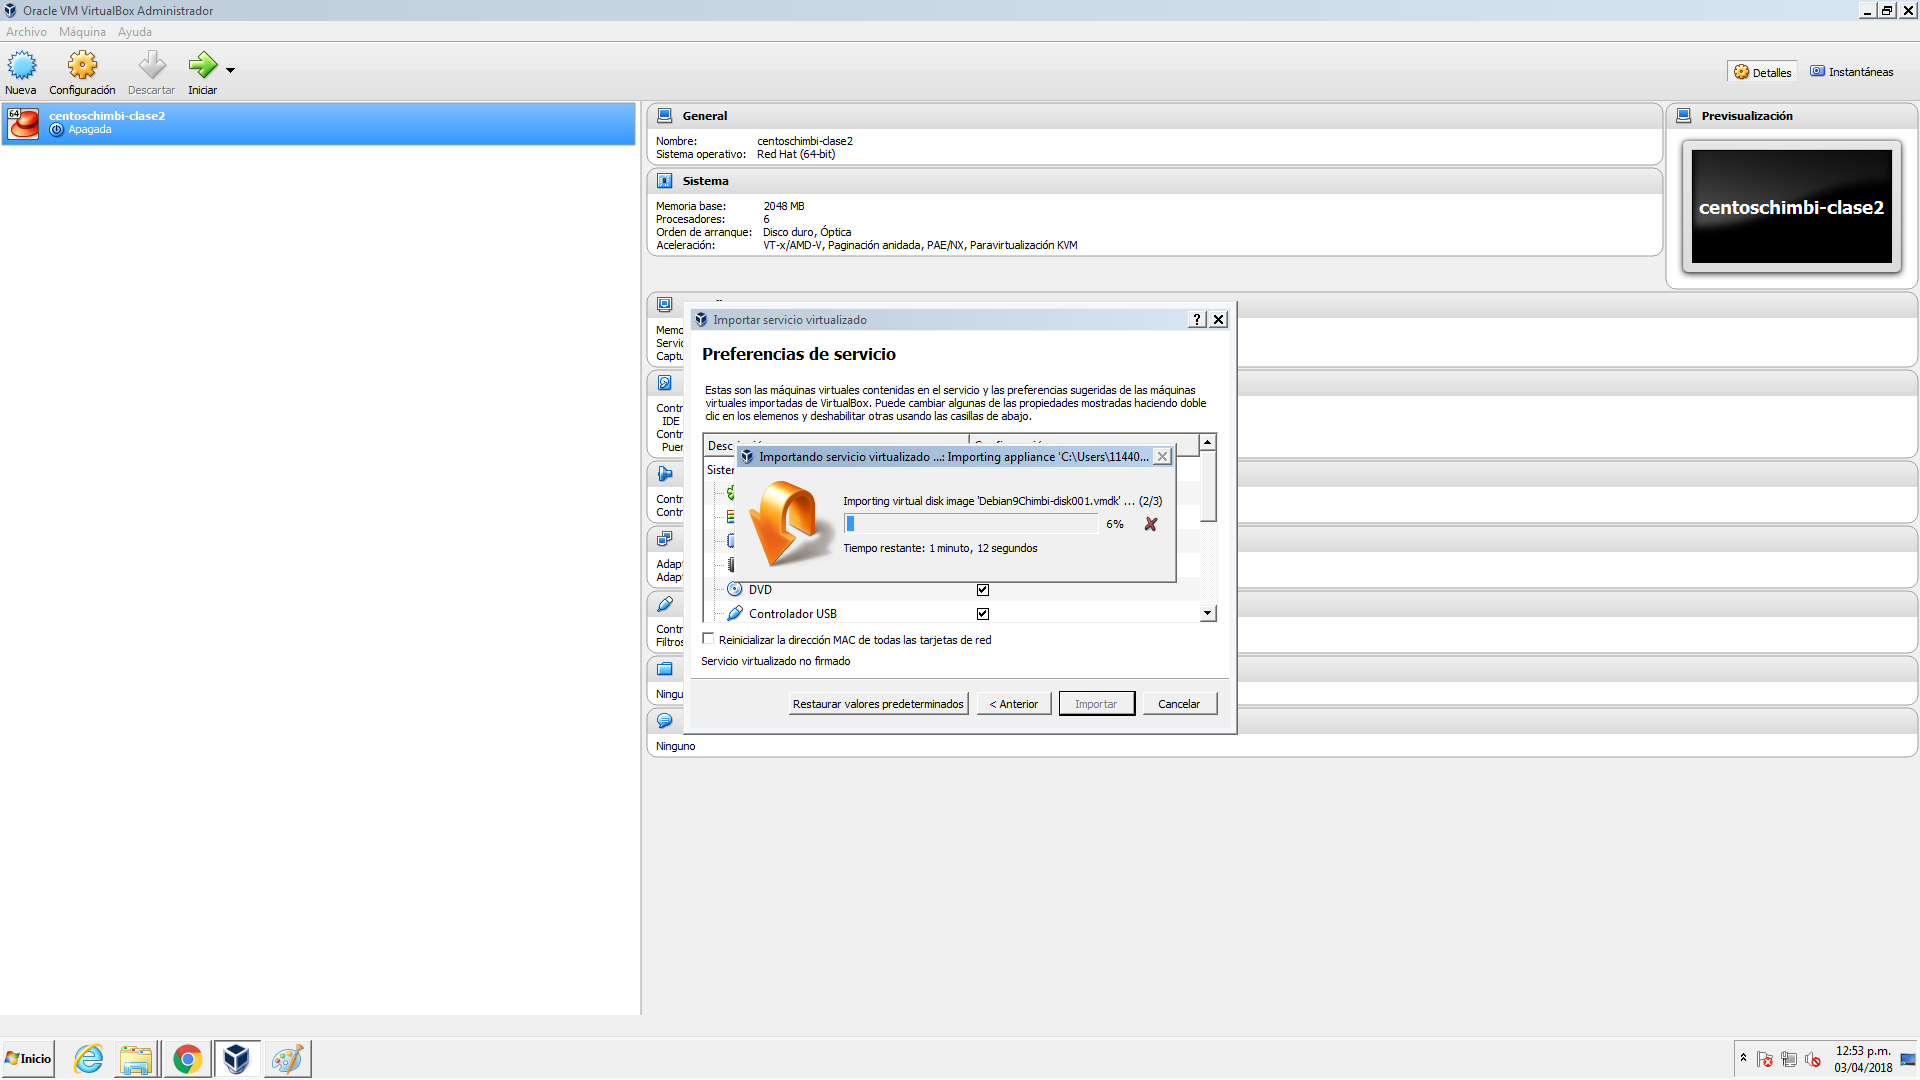 Oracle VM VirtualBox Administrador
Archivo Máquina Ayuda
Nueva Configuración Descartar Iniciar
Detalles Instantáneas
64
centoschimbi-clase2
Apagada
General
Nombre: centoschimbi-clase2
Sistema operativo: Red Hat (64-bit)
Sistema
Memoria base: 2048 MB
Procesadores: 6
Orden de arranque: Disco duro, Óptica
Aceleración: VT-x/AMD-V, Paginación anidada, PAE/NX, Paravirtualización KVM
Previsualización
centoschimbi-clase2
Memo
Servic
Captu
Contr
IDE
Contr
Puer
Contr
Contr
Adapt
Adapt
Contr
Filtros
Ningu
Ninguno
Importar servicio virtualizado
Preferencias de servicio
Estas son las máquinas virtuales contenidas en el servicio y las preferencias sugeridas de las máquinas
virtuales importadas de VirtualBox. Puede cambiar algunas de las propiedades mostradas haciendo doble
clic en los elemenos y deshabilitar otras usando las casillas de abajo.
Desc
Sister
Importando servicio virtualizado ...: Importing appliance 'C:\Users\11440...
Importing virtual disk image 'Debian9Chimbi-disk001.vmdk' ... (2/3)
6%
Tiempo restante: 1 minuto, 12 segundos
DVD
Controlador USB
Reinicializar la dirección MAC de todas las tarjetas de red
Servicio virtualizado no firmado
Restaurar valores predeterminados < Anterior Importar Cancelar
Inicio
12:53 p.m.
03/04/2018